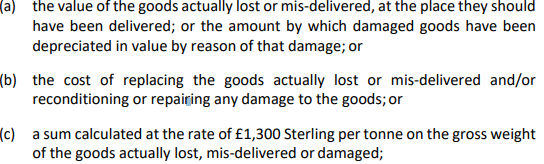 (a) the value of the goods actually lost or mis-delivered, at the place they should
have been delivered; or the amount by which damaged goods have been
depreciated in value by reason of that damage; or
(b) the cost of replacing the goods actually lost or mis-delivered and/or
reconditioning or repairing any damage to the goods; or
(c) a sum calculated at the rate of £1,300 Sterling per tonne on the gross weight
of the goods actually lost, mis-delivered or damaged;